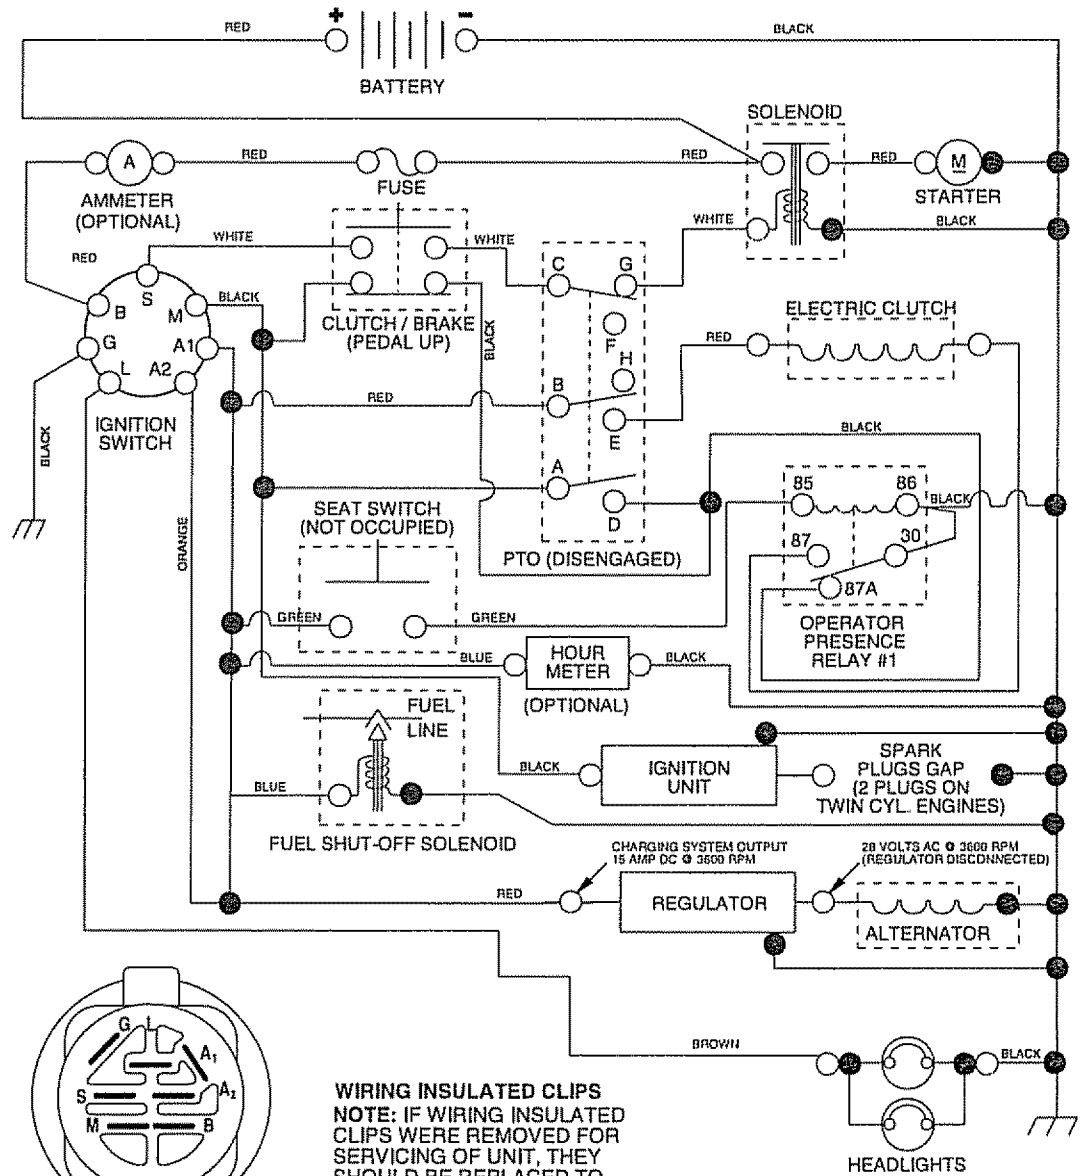 + -
RED
BLACK
BATTERY
SOLENOID
A
RED
RED
RED
M
AMMETER
(OPTIONAL)
FUSE
STARTER
WHITE
WHITE
WHITE
BLACK
RED
S
B
M
G
A1
L
A2
BLACK
CLUTCH / BRAKE
(PEDAL UP)
BLACK
C
G
F
H
B
E
A
D
ELECTRIC CLUTCH
RED
RED
IGNITION
SWITCH
BLACK
BLACK
ORANGE
SEAT SWITCH
(NOT OCCUPIED)
PTO (DISENGAGED)
85
86
BLACK
87
30
87A
OPERATOR
PRESENCE
RELAY #1
GREEN
GREEN
BLUE
HOUR
METER
BLACK
(OPTIONAL)
FUEL
LINE
BLACK
IGNITION
UNIT
SPARK
PLUGS GAP
(2 PLUGS ON
TWIN CYL. ENGINES)
BLUE
FUEL SHUT-OFF SOLENOID
CHARGING SYSTEM OUTPUT
15 AMP DC @ 3600 RPM
28 VOLTS AC @ 3600 RPM
(REGULATOR DISCONNECTED)
RED
REGULATOR
ALTERNATOR
G
L
A1
A2
S
M
B
BROWN
BLACK
HEADLIGHTS
WIRING INSULATED CLIPS
NOTE: IF WIRING INSULATED
CLIPS WERE REMOVED FOR
SERVICING OF UNIT, THEY
SHOULD BE REPLACED TO